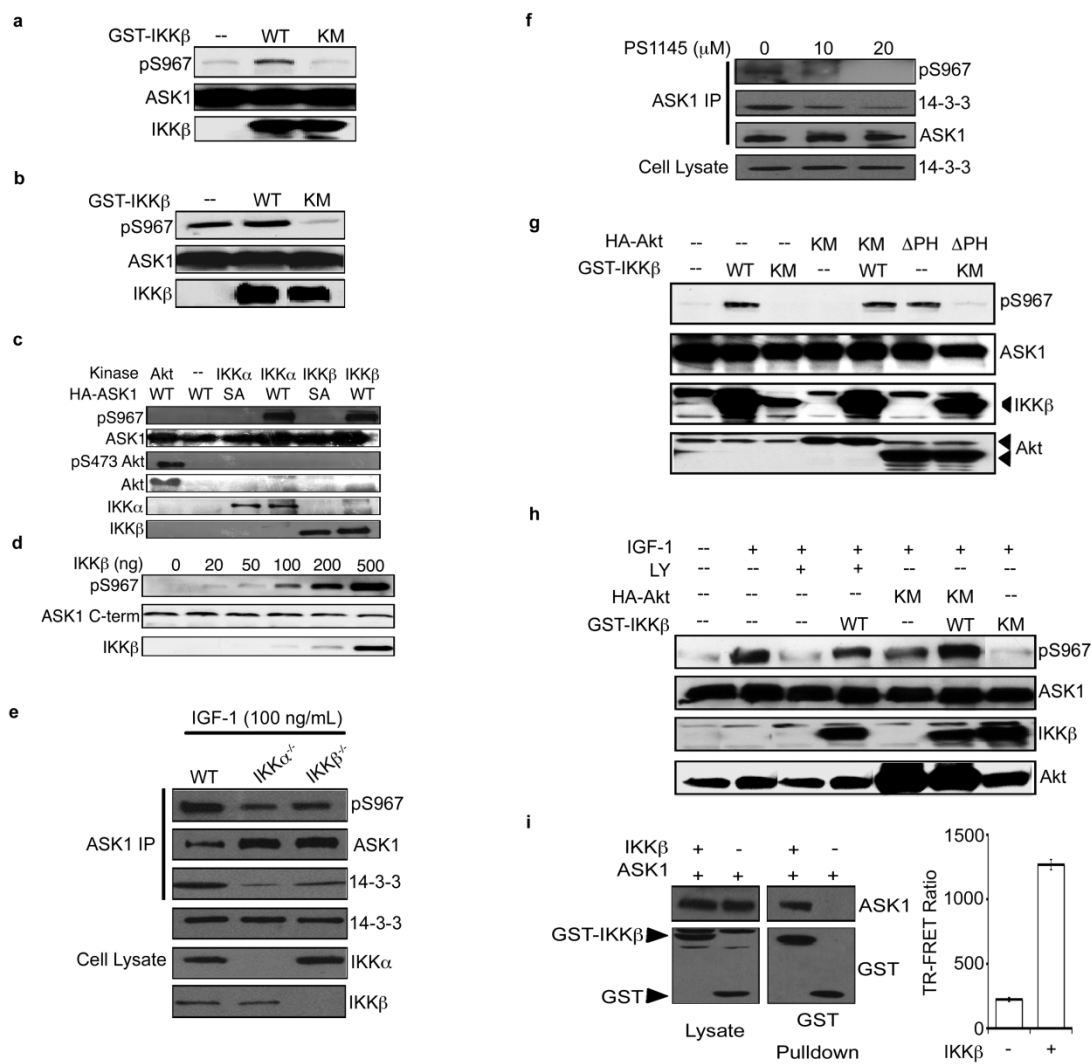 a
GST-IKKβ -- WT KM
pS967
ASK1
IKKβ
b
GST-IKKβ -- WT KM
pS967
ASK1
IKKβ
c
Kinase Akt -- IKKα IKKα IKKβ IKKβ
HA-ASK1 WT WT SA WT SA WT
pS967
ASK1
pS473 Akt
Akt
IKKα
IKKβ
d
IKKβ (ng) 0 20 50 100 200 500
pS967
ASK1 C-term
IKKβ
e
IGF-1 (100 ng/mL)
WT IKKα-/- IKKβ-/-
ASK1 IP
pS967
ASK1
14-3-3
14-3-3
Cell Lysate
IKKα
IKKβ
f
PS1145 (μM) 0 10 20
ASK1 IP
pS967
14-3-3
ASK1
Cell Lysate 14-3-3
g
HA-Akt -- -- -- KM KM ΔPH ΔPH
GST-IKKβ -- WT KM -- WT -- KM
pS967
ASK1
IKKβ
Akt
h
IGF-1 -- + + + + + +
LY -- -- + + -- -- --
HA-Akt -- -- -- -- KM KM --
GST-IKKβ -- -- -- WT -- WT KM
pS967
ASK1
IKKβ
Akt
i
IKKβ + - + -
ASK1 + + + +
ASK1
GST-IKKβ
GST
GST
Lysate GST
Pulldown
TR-FRET Ratio
1500
1000
500
0
IKKβ - +